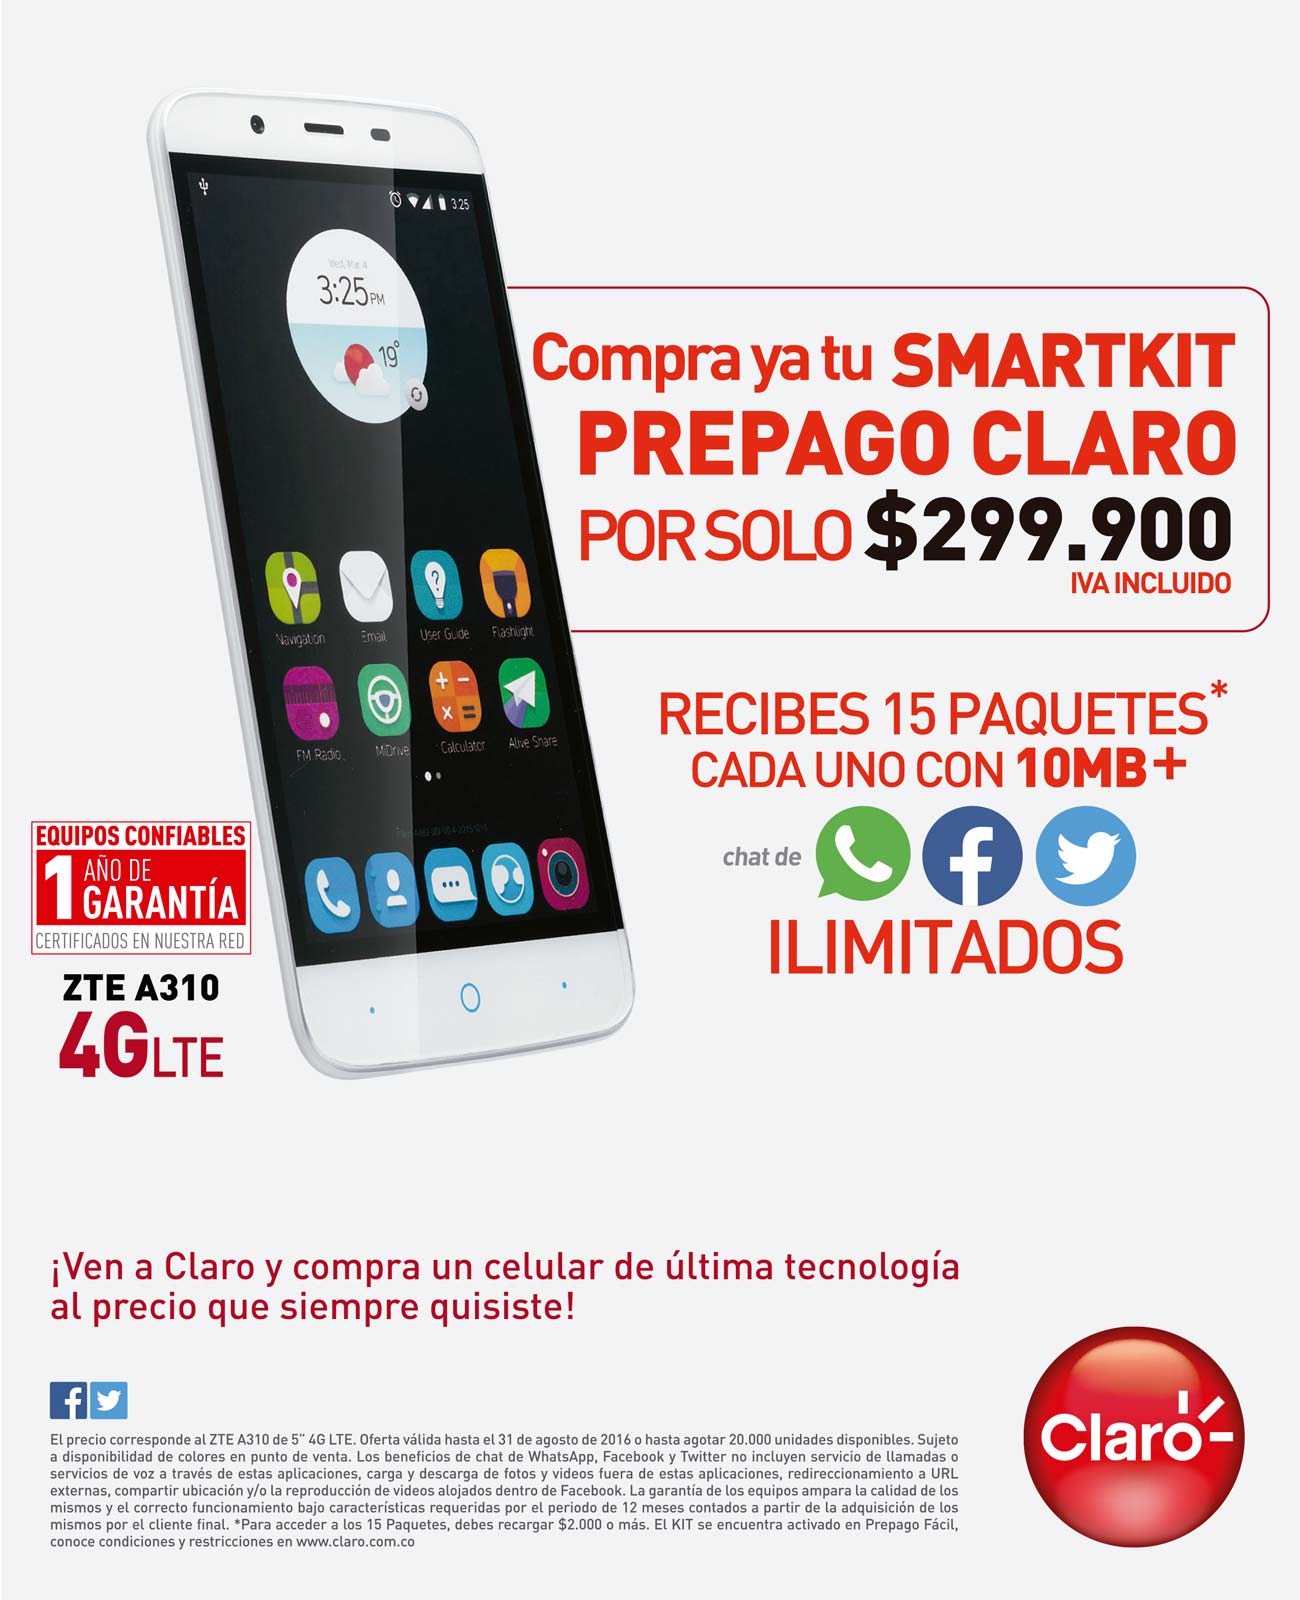 3:25
Wed, Mar 4
3:25 PM
19°
Compra ya tu SMARTKIT
PREPAGO CLARO
POR SOLO $299.900
IVA INCLUIDO
Navigation Email User Guide Flashlight
FM Radio MiDrive Calculator Alive Share
RECIBES 15 PAQUETES*
CADA UNO CON 10MB+
chat de
ILIMITADOS
EQUIPOS CONFIABLES
1 AÑO DE
GARANTÍA
CERTIFICADOS EN NUESTRA RED
ZTE A310
4G LTE
¡Ven a Claro y compra un celular de última tecnología
al precio que siempre quisiste!
El precio corresponde al ZTE A310 de 5” 4G LTE. Oferta válida hasta el 31 de agosto de 2016 o hasta agotar 20.000 unidades disponibles. Sujeto
a disponibilidad de colores en punto de venta. Los beneficios de chat de WhatsApp, Facebook y Twitter no incluyen servicio de llamadas o
servicios de voz a través de estas aplicaciones, carga y descarga de fotos y videos fuera de estas aplicaciones, redireccionamiento a URL
externas, compartir ubicación y/o la reproducción de videos alojados dentro de Facebook. La garantía de los equipos ampara la calidad de los
mismos y el correcto funcionamiento bajo características requeridas por el periodo de 12 meses contados a partir de la adquisición de los
mismos por el cliente final. *Para acceder a los 15 Paquetes, debes recargar $2.000 o más. El KIT se encuentra activado en Prepago Fácil,
conoce condiciones y restricciones en www.claro.com.co
Claro